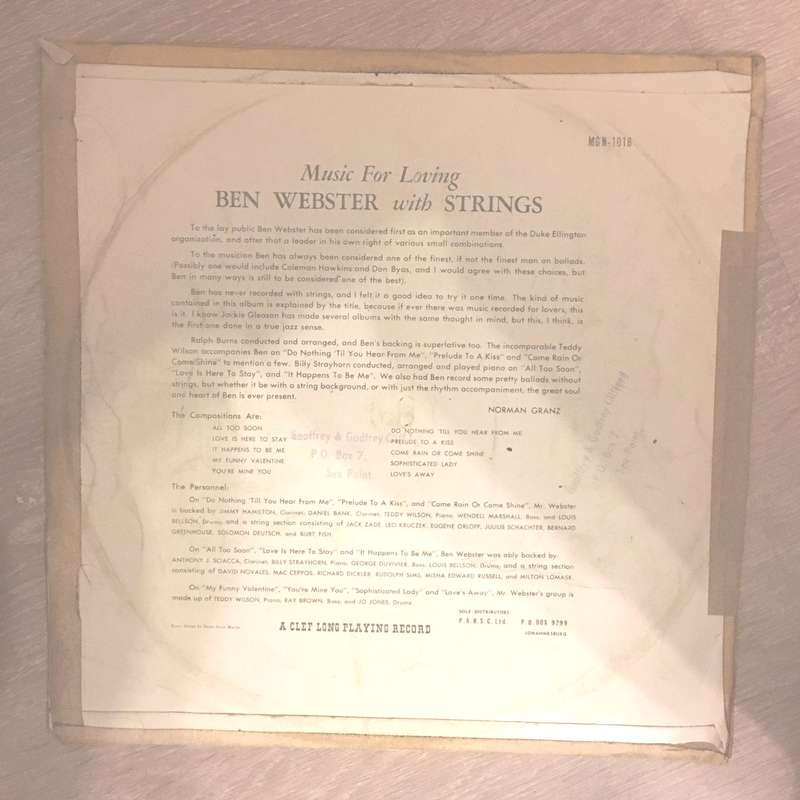 MGN-1018
Music For Loving
BEN WEBSTER with STRINGS
To the lay public Ben Webster has been considered first as an important member of the Duke Ellington
organization, and after that a leader in his own right of various small combinations.
To the musician Ben has always been considered one of the finest, if not the finest man on ballads.
(Possibly one would include Coleman Hawkins and Don Byas, and I would agree with these choices, but
Ben in many ways is still to be considered one of the best).
Ben has never recorded with strings, and I felt it a good idea to try it one time. The kind of music
contained in this album is explained by the title, because if ever there was music recorded for lovers, this
is it. I know Jackie Gleason has made several albums with the same thought in mind, but this, I think, is
the first one done in a true jazz sense.
Ralph Burns conducted and arranged, and Ben's backing is superlative too. The incomparable Teddy
Wilson accompanies Ben on "Do Nothing 'Til You Hear From Me", "Prelude To A Kiss" and "Come Rain Or
Come Shine" to mention a few. Billy Strayhorn conducted, arranged and played piano on "All Too Soon",
"Love Is Here To Stay", and "It Happens To Be Me". We also had Ben record some pretty ballads without
strings, but whether it be with a string background, or with just the rhythm accompaniment, the great soul
and heart of Ben is ever present.
NORMAN GRANZ
The Compositions Are:
ALL TOO SOON
LOVE IS HERE TO STAY
IT HAPPENS TO BE ME
MY FUNNY VALENTINE
YOU'RE MINE YOU
DO NOTHING 'TILL YOU HEAR FROM ME
PRELUDE TO A KISS
COME RAIN OR COME SHINE
SOPHISTICATED LADY
LOVE'S AWAY
Geoffrey & Godfrey
P.O. Box 7,
Sea Point
The Personnel:
On "Do Nothing 'Till You Hear From Me", "Prelude To A Kiss", and "Come Rain Or Come Shine", Mr. Webster
is backed by JIMMY HAMILTON, Clarinet, DANIEL BANK, Clarinet, TEDDY WILSON, Piano, WENDELL MARSHALL, Bass, and LOUIS
BELLSON, Drums, and a string section consisting of JACK ZADE, LEO KRUCZEK, EUGENE ORLOFF, JULIUS SCHACHTER, BERNARD
GREENHOUSE, SOLOMON DEUTSCH, and BURT FISH.
On "All Too Soon", "Love Is Here To Stay" and "It Happens To Be Me", Ben Webster was ably backed by:
ANTHONY J. SCIACCA, Clarinet, BILLY STRAYHORN, Piano, GEORGE DUVIVIER, Bass, LOUIS BELLSON, Drums, and a string section
consisting of DAVID NOVALES, MAC CEPPOS, RICHARD DICKLER, RUDOLPH SIMS, MISHA EDWARD RUSSELL, and MILTON LOMASK.
On "My Funny Valentine", "You're Mine You", "Sophisticated Lady" and "Love's Away", Mr. Webster's group is
made up of TEDDY WILSON, Piano, RAY BROWN, Bass, and JO JONES, Drums.
A CLEF LONG PLAYING RECORD
SOLE DISTRIBUTORS
P.A.R.S.C. Ltd. P.O. BOX 9299
JOHANNESBURG